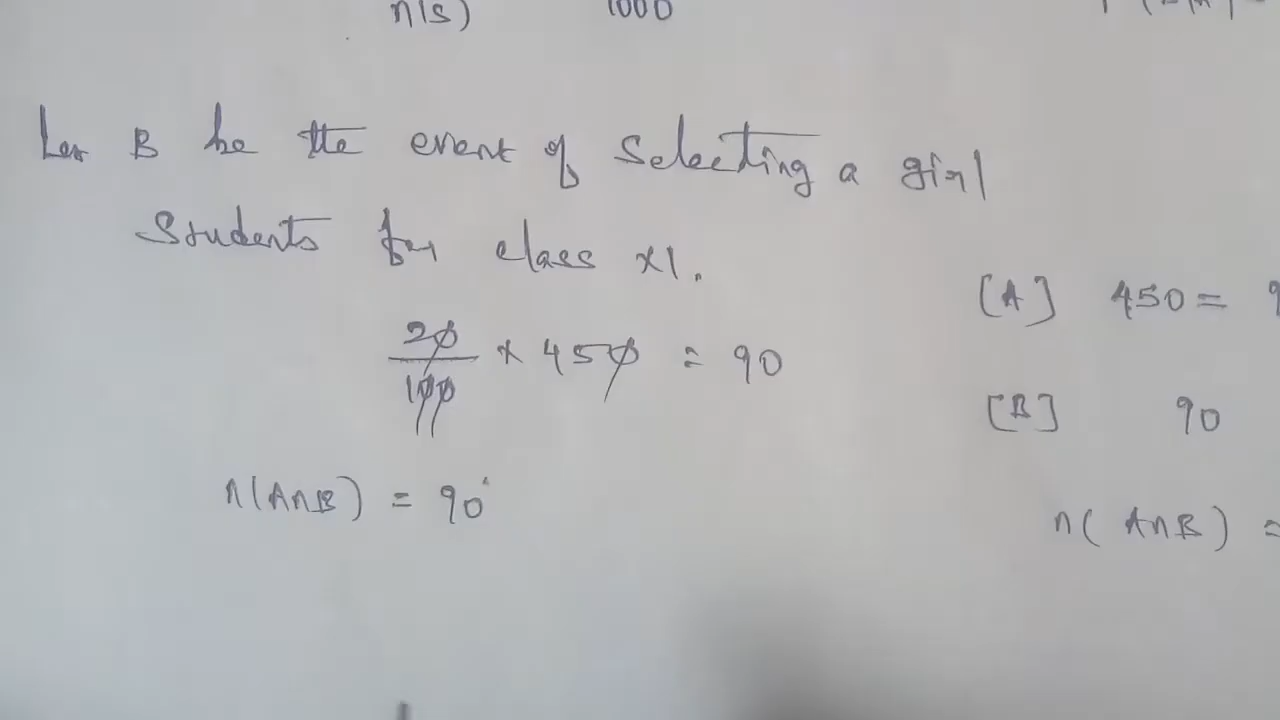 n(s) 1000
Let B be the event of Selecting a girl
Students for class XI.
20/100 × 450 = 90
n(A∩B) = 90
[A] 450 =
[B] 90
n( A∩B ) =